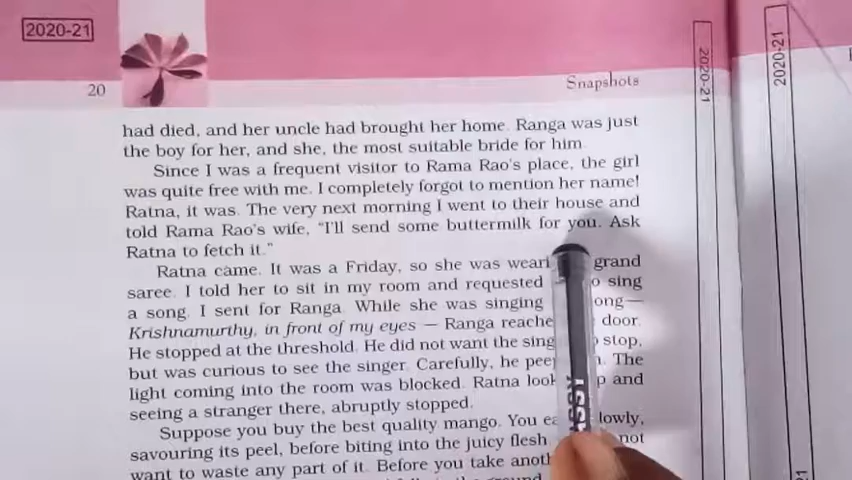 2020-21
20
Snapshots
2020-21
2020-21
had died, and her uncle had brought her home. Ranga was just
the boy for her, and she, the most suitable bride for him.
Since I was a frequent visitor to Rama Rao's place, the girl
was quite free with me. I completely forgot to mention her name!
Ratna, it was. The very next morning I went to their house and
told Rama Rao's wife, "I'll send some buttermilk for you. Ask
Ratna to fetch it."
Ratna came. It was a Friday, so she was weari grand
saree. I told her to sit in my room and requested o sing
a song. I sent for Ranga. While she was singing ong—
Krishnamurthy, in front of my eyes — Ranga reache door.
He stopped at the threshold. He did not want the sing stop,
but was curious to see the singer. Carefully, he pee n. The
light coming into the room was blocked. Ratna look p and
seeing a stranger there, abruptly stopped.
Suppose you buy the best quality mango. You ea lowly,
savouring its peel, before biting into the juicy flesh not
want to waste any part of it. Before you take anoth
SSY